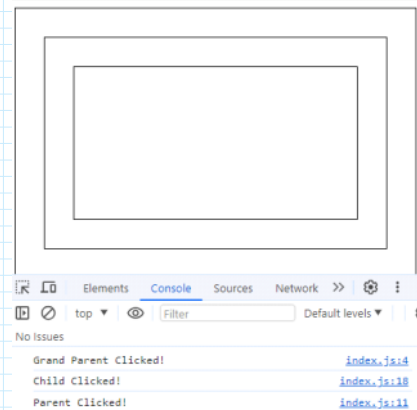 Elements Console Sources Network
top Filter Default levels
No Issues
Grand Parent Clicked! index.js:4
Child Clicked! index.js:18
Parent Clicked! index.js:11